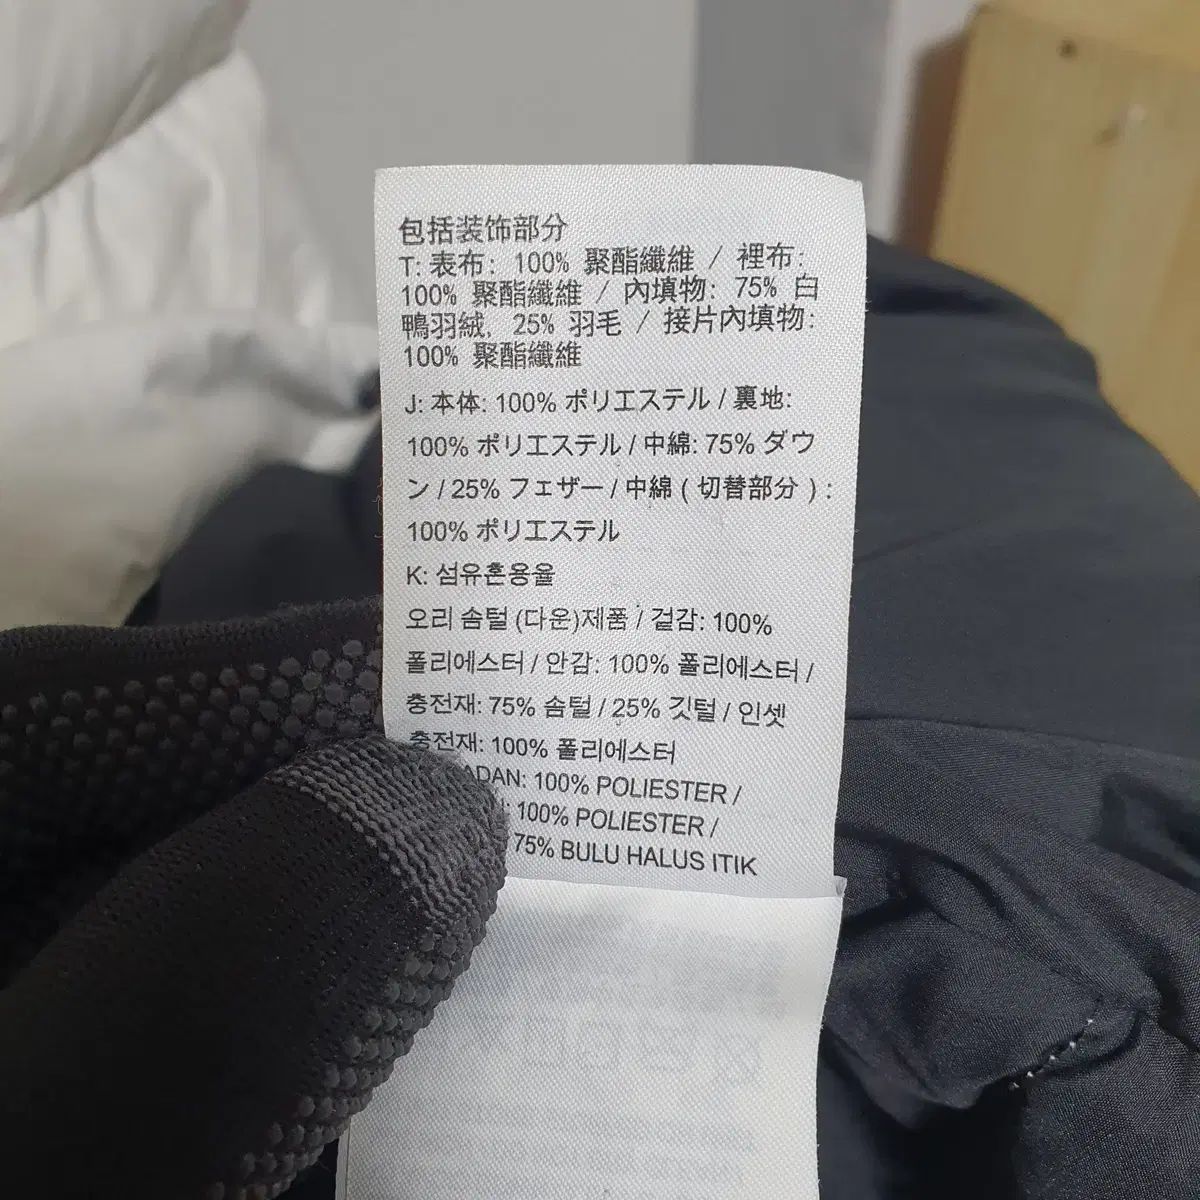 包括装饰部分
T: 表布: 100% 聚酯纖維 / 裡布:
100% 聚酯纖維 / 內填物: 75% 白
鴨羽絨, 25% 羽毛 / 接片內填物:
100% 聚酯纖維
J: 本体: 100% ポリエステル / 裏地:
100% ポリエステル / 中綿: 75% ダウ
ン / 25% フェザー / 中綿 ( 切替部分 ) :
100% ポリエステル
K: 섬유혼용율
오리 솜털 (다운)제품 / 겉감: 100%
폴리에스터 / 안감: 100% 폴리에스터 /
충전재: 75% 솜털 / 25% 깃털 / 인셋
충전재: 100% 폴리에스터
100% POLIESTER /
100% POLIESTER /
75% BULU HALUS ITIK